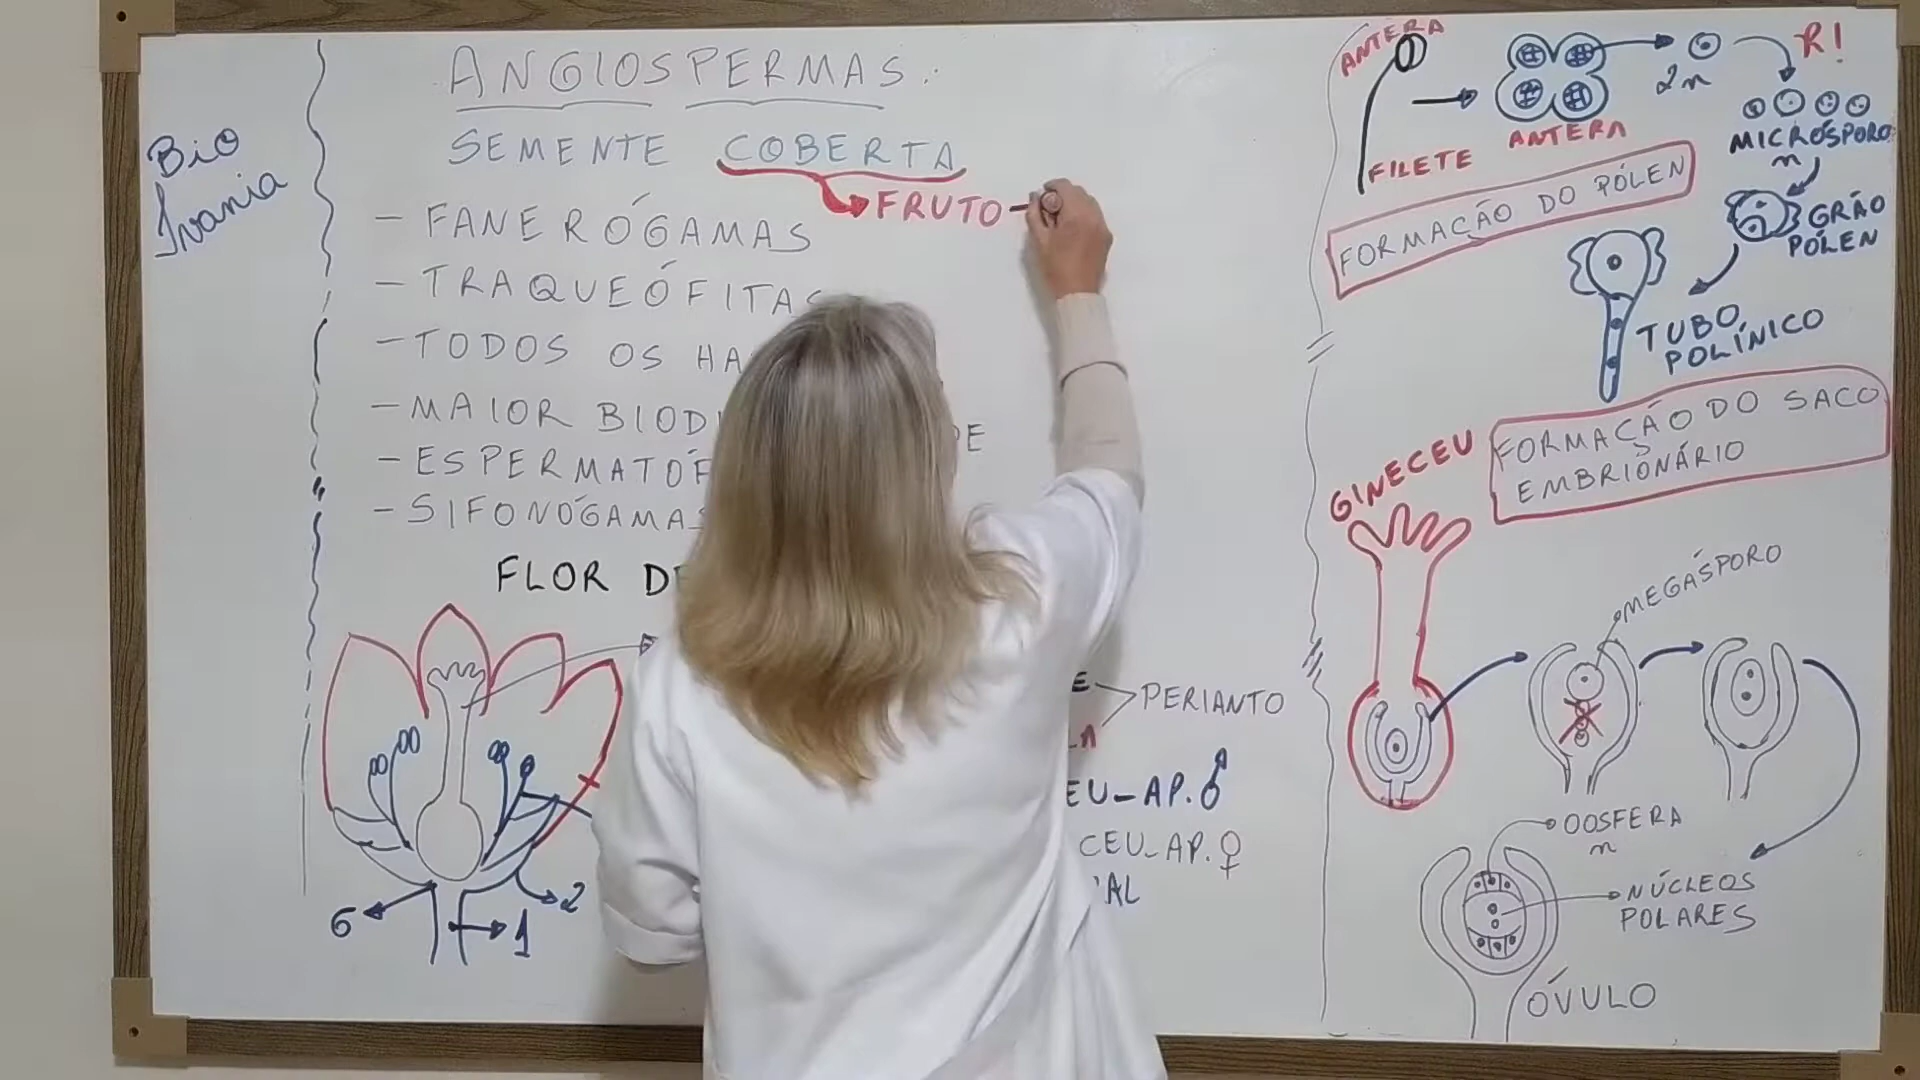 Bio
Ivania
ANGIOSPERMAS.
SEMENTE COBERTA
FRUTO
- FANERÓGAMAS
- TRAQUEÓFITAS
- TODOS OS HA
- MAIOR BIOD
DE
- ESPERMATÓF
- SIFONÓGAMAS
FLOR DE
PERIANTO
EU-AP. ♂
CEU-AP. ♀
AL
6
1
2
ANTERA
FILETE
ANTERA
2n
R!
MICRÓSPORO
n
GRÃO
PÓLEN
FORMAÇÃO DO PÓLEN
TUBO
POLÍNICO
FORMAÇÃO DO SACO
EMBRIONÁRIO
GINECEU
MEGÁSPORO
OOSFERA
n
NÚCLEOS
POLARES
ÓVULO